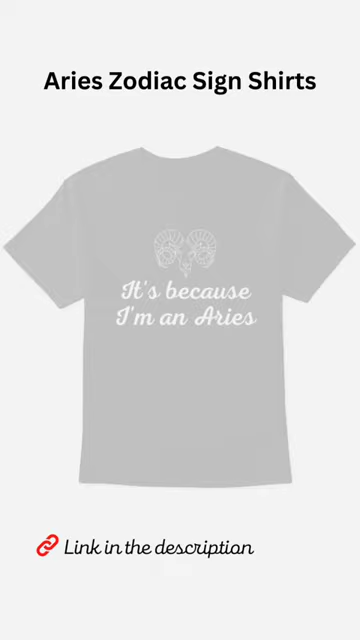 Aries Zodiac Sign Shirts
It's because
I'm an Aries
Link in the description